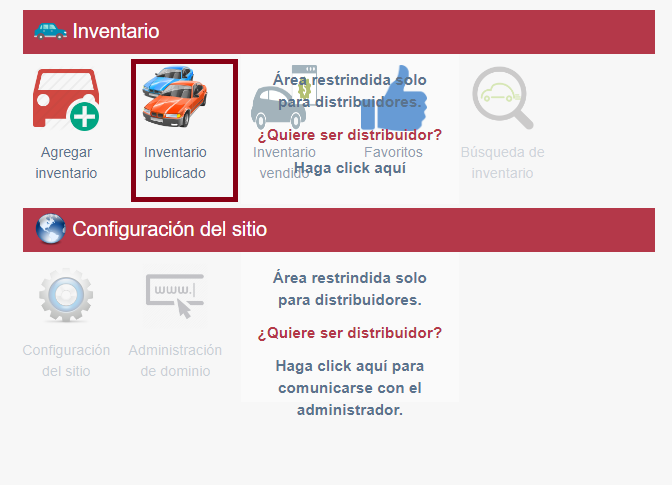 Inventario
Agregar
inventario
Inventario
publicado
Inventario
vendido
Favoritos
Búsqueda de
inventario
Área restrindida solo
para distribuidores.
¿Quiere ser distribuidor?
Haga click aquí
Configuración del sitio
Configuración
del sitio
www.|
Administración
de dominio
Área restrindida solo
para distribuidores.
¿Quiere ser distribuidor?
Haga click aquí para
comunicarse con el
administrador.